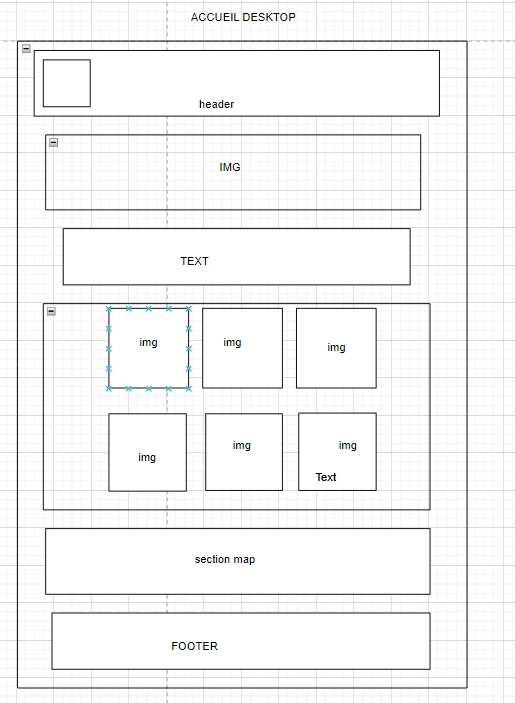 ACCUEIL DESKTOP
header
IMG
TEXT
img
img
img
img
img
img
Text
section map
FOOTER